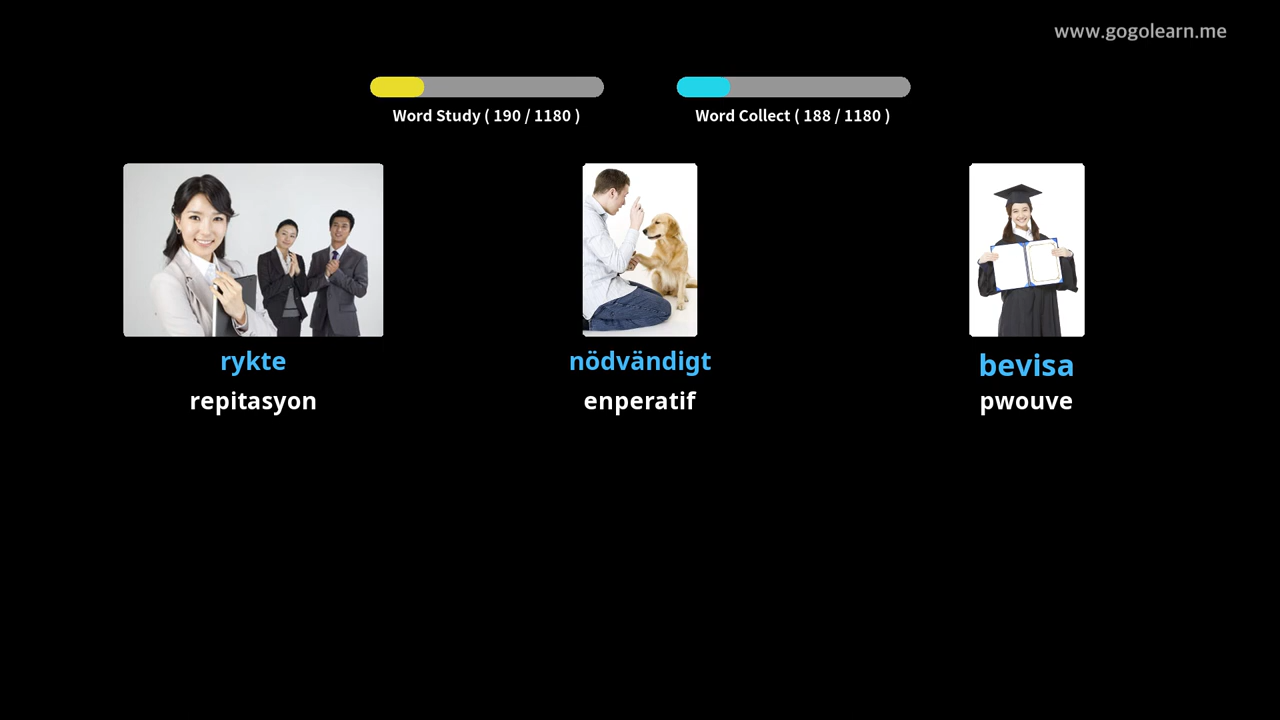 www.gogolearn.me
Word Study ( 190 / 1180 )
Word Collect ( 188 / 1180 )
rykte
nödvändigt
bevisa
repitasyon
enperatif
pwouve